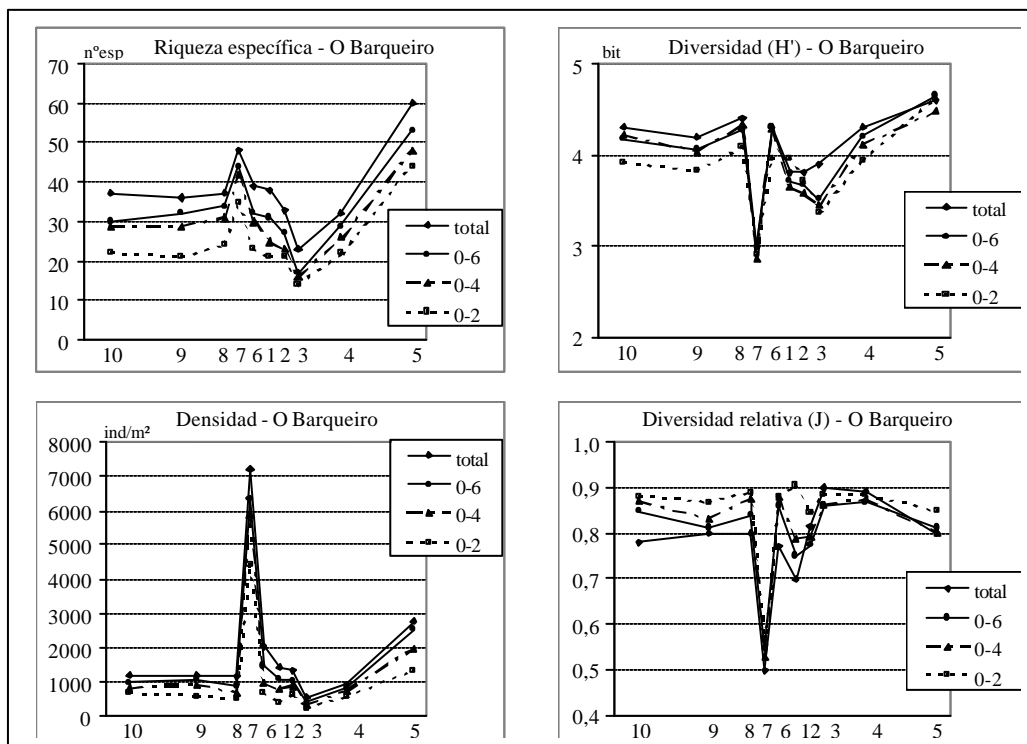 Riqueza específica - O Barqueiro
nºesp
70
60
50
40
30
20
10
0
10 9 8 7 6 1 2 3 4 5
total
0-6
0-4
0-2
Diversidad (H') - O Barqueiro
bit
5
4
3
2
10 9 8 7 6 1 2 3 4 5
total
0-6
0-4
0-2
Densidad - O Barqueiro
ind/m²
8000
7000
6000
5000
4000
3000
2000
1000
0
10 9 8 7 6 1 2 3 4 5
total
0-6
0-4
0-2
Diversidad relativa (J) - O Barqueiro
1,0
0,9
0,8
0,7
0,6
0,5
0,4
10 9 8 7 6 1 2 3 4 5
total
0-6
0-4
0-2